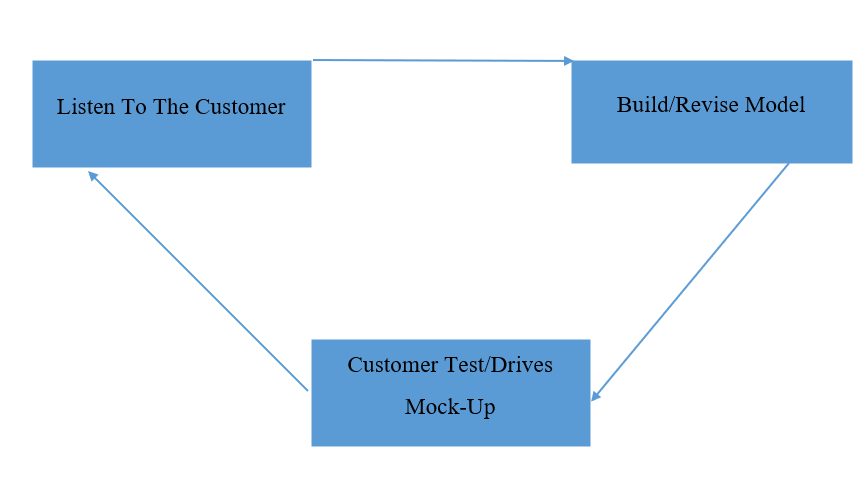 Listen To The Customer
Build/Revise Model
Customer Test/Drives
Mock-Up